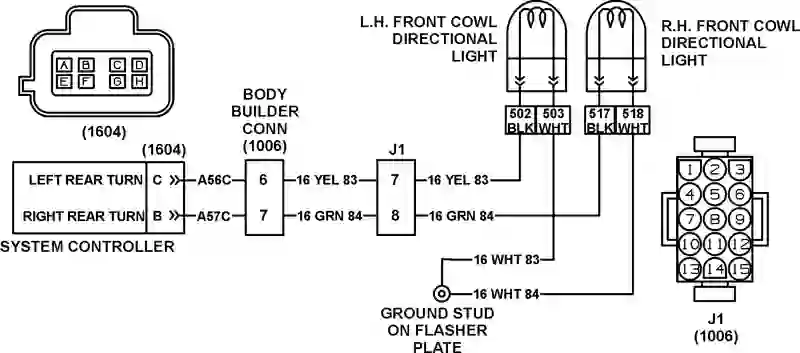 L.H. FRONT COWL
DIRECTIONAL
LIGHT
R.H. FRONT COWL
DIRECTIONAL
LIGHT
A B C D
E F G H
(1604)
BODY
BUILDER
CONN
(1006)
502 503 517 518
BLK WHT BLK WHT
(1604)
J1
LEFT REAR TURN C A56C 6 16 YEL 83 7 16 YEL 83
RIGHT REAR TURN B A57C 7 16 GRN 84 8 16 GRN 84
SYSTEM CONTROLLER
1 2 3
4 5 6
7 8 9
10 11 12
13 14 15
16 WHT 83
16 WHT 84
GROUND STUD
ON FLASHER
PLATE
J1
(1006)